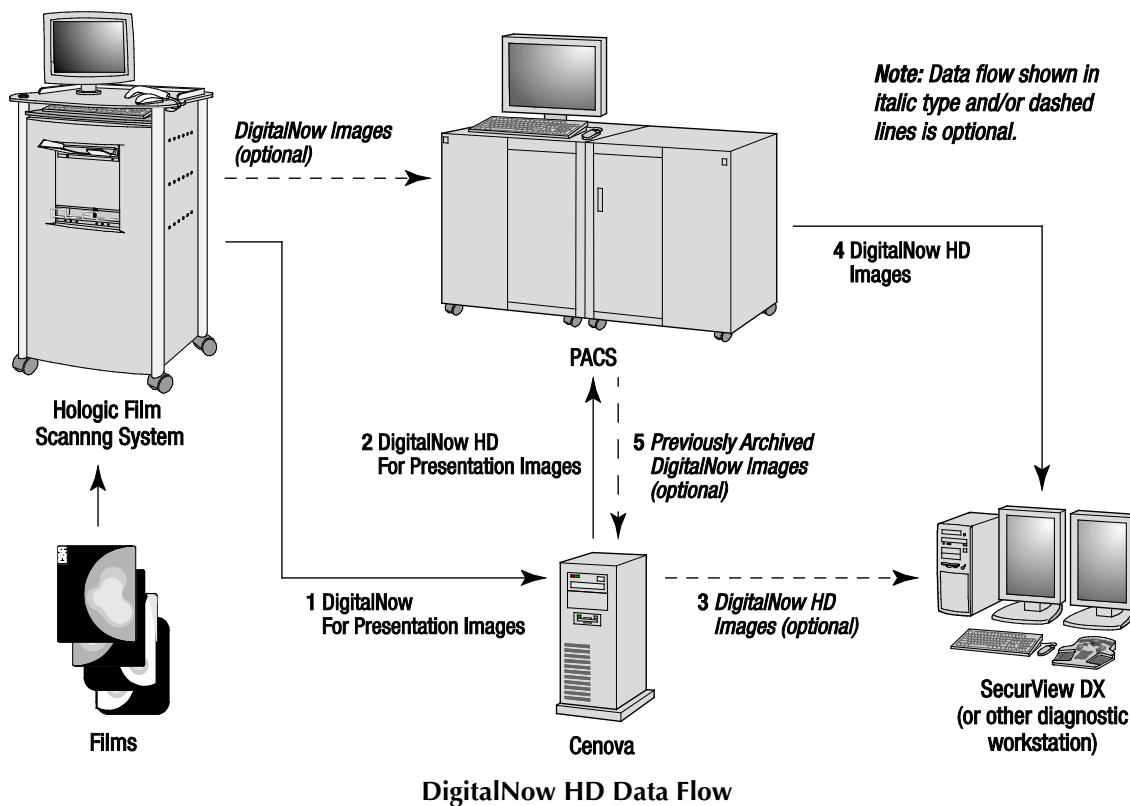 Note: Data flow shown in
italic type and/or dashed
lines is optional.
DigitalNow Images
(optional)
4 DigitalNow HD
Images
PACS
Hologic Film
Scannng System
2 DigitalNow HD
For Presentation Images
5 Previously Archived
DigitalNow Images
(optional)
1 DigitalNow
For Presentation Images
3 DigitalNow HD
Images (optional)
Films
Cenova
SecurView DX
(or other diagnostic
workstation)
DigitalNow HD Data Flow